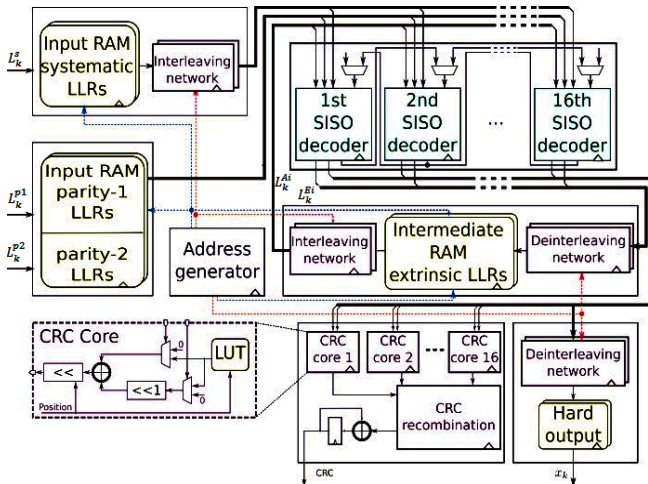 L_k^s
Input RAM
systematic
LLRs
Interleaving
network
1st
SISO
decoder
2nd
SISO
decoder
...
16th
SISO
decoder
L_k^{p1}
Input RAM
parity-1
LLRs
L_k^{p2}
parity-2
LLRs
Address
generator
L_k^{Ai}
L_k^{Ei}
Interleaving
network
Intermediate
RAM
extrinsic LLRs
Deinterleaving
network
CRC Core
0
LUT
<<
<<1
0
Position
CRC
core 1
CRC
core 2
CRC
core 16
CRC
recombination
CRC
Deinterleaving
network
Hard
output
x_k